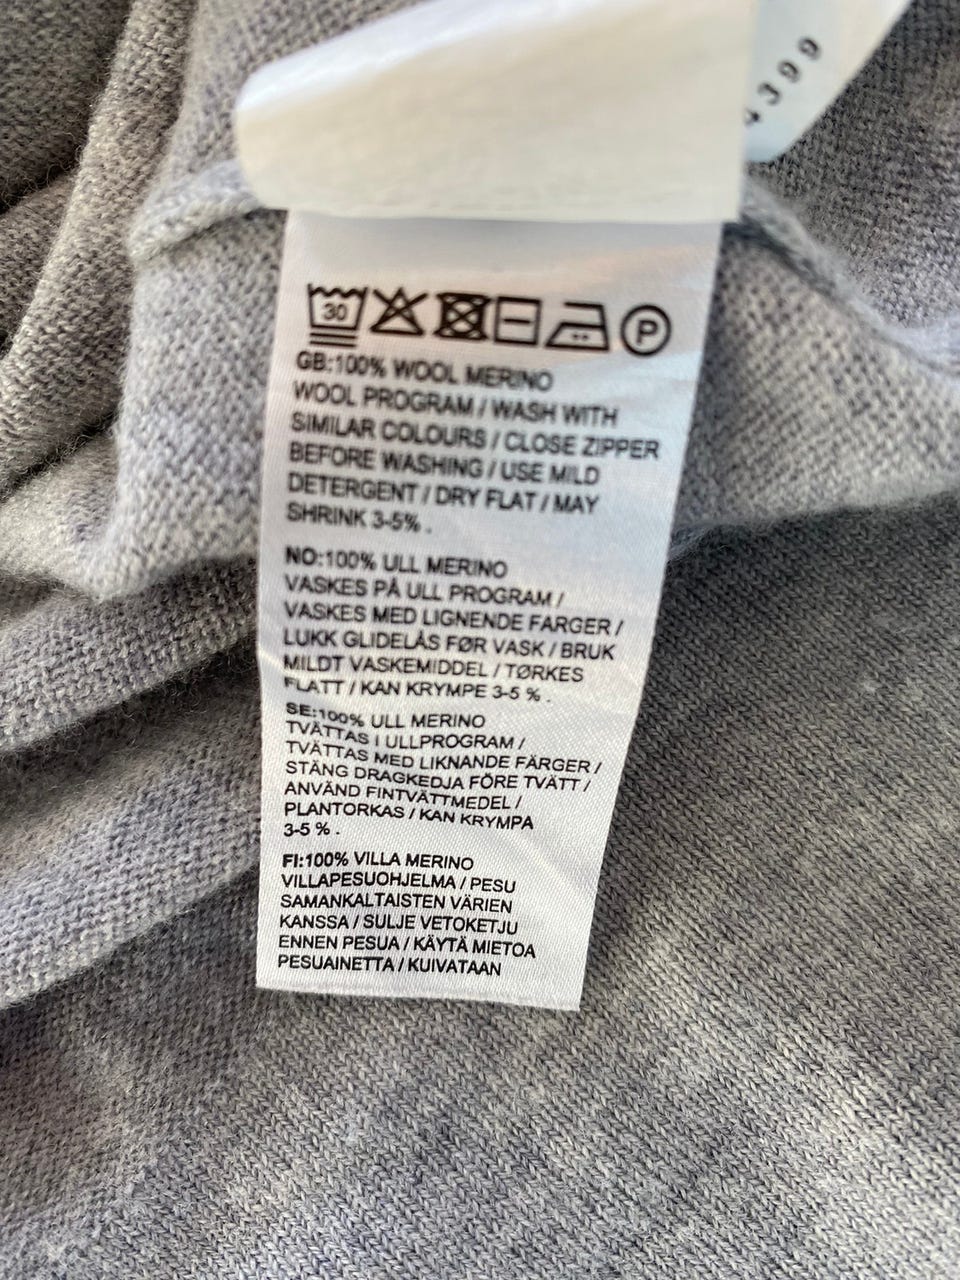 4399
30
P
GB:100% WOOL MERINO
WOOL PROGRAM / WASH WITH
SIMILAR COLOURS / CLOSE ZIPPER
BEFORE WASHING / USE MILD
DETERGENT / DRY FLAT / MAY
SHRINK 3-5% .
NO:100% ULL MERINO
VASKES PÅ ULL PROGRAM /
VASKES MED LIGNENDE FARGER /
LUKK GLIDELÅS FØR VASK / BRUK
MILDT VASKEMIDDEL / TØRKES
FLATT / KAN KRYMPE 3-5 % .
SE:100% ULL MERINO
TVÄTTAS I ULLPROGRAM /
TVÄTTAS MED LIKNANDE FÄRGER /
STÄNG DRAGKEDJA FÖRE TVÄTT /
ANVÄND FINTVÄTTMEDEL /
PLANTORKAS / KAN KRYMPA
3-5 % .
FI:100% VILLA MERINO
VILLAPESUOHJELMA / PESU
SAMANKALTAISTEN VÄRIEN
KANSSA / SULJE VETOKETJU
ENNEN PESUA / KÄYTÄ MIETOA
PESUAINETTA / KUIVATAAN